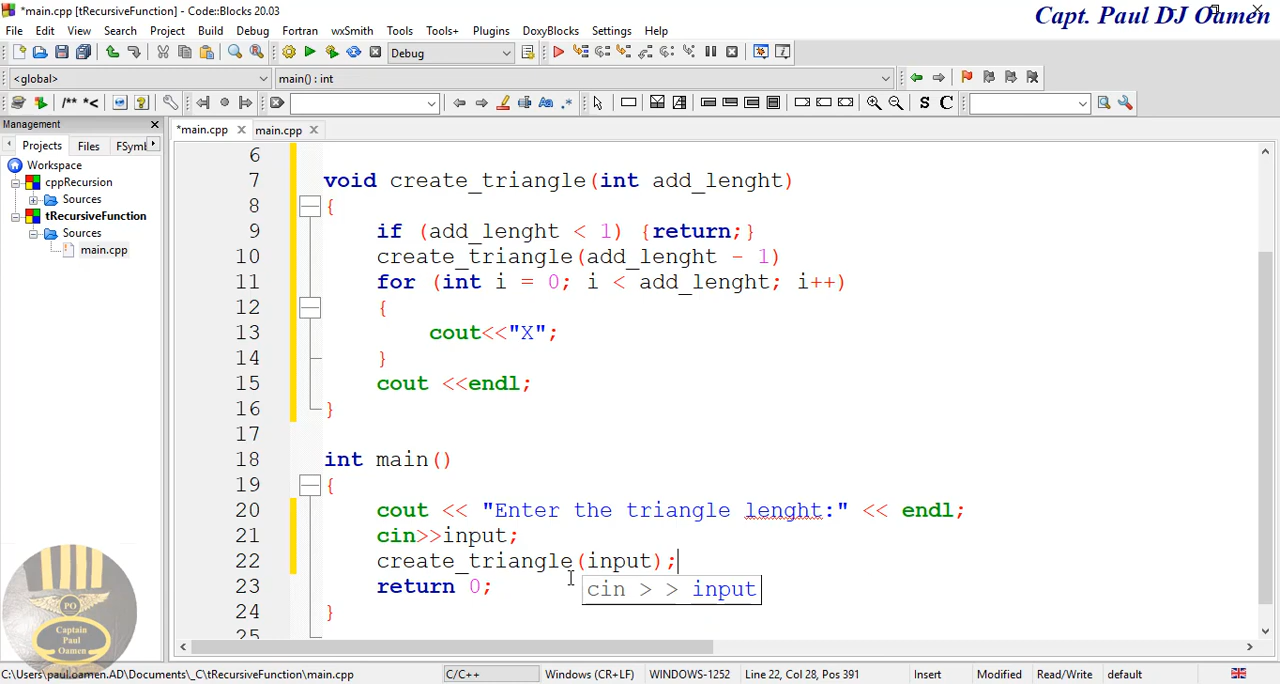 *main.cpp [tRecursiveFunction] - Code::Blocks 20.03
Capt. Paul DJ Oamen
File Edit View Search Project Build Debug Fortran wxSmith Tools Tools+ Plugins DoxyBlocks Settings Help
Debug
<global> main() : int
/** *< S C
Management
*main.cpp main.cpp
Projects Files FSymb
Workspace
cppRecursion
Sources
tRecursiveFunction
Sources
main.cpp
6
7 void create_triangle(int add_lenght)
8 {
9 if (add_lenght < 1) {return;}
10 create_triangle(add_lenght - 1)
11 for (int i = 0; i < add_lenght; i++)
12 {
13 cout<<"X";
14 }
15 cout <<endl;
16 }
17
18 int main()
19 {
20 cout << "Enter the triangle lenght:" << endl;
21 cin>>input;
22 create_triangle(input);
23 return 0;
cin > > input
24 }
25
PO
Captain
Paul
Oamen
C:\Users\paul.oamen.AD\Documents\_C\tRecursiveFunction\main.cpp C/C++ Windows (CR+LF) WINDOWS-1252 Line 22, Col 28, Pos 391 Insert Modified Read/Write default